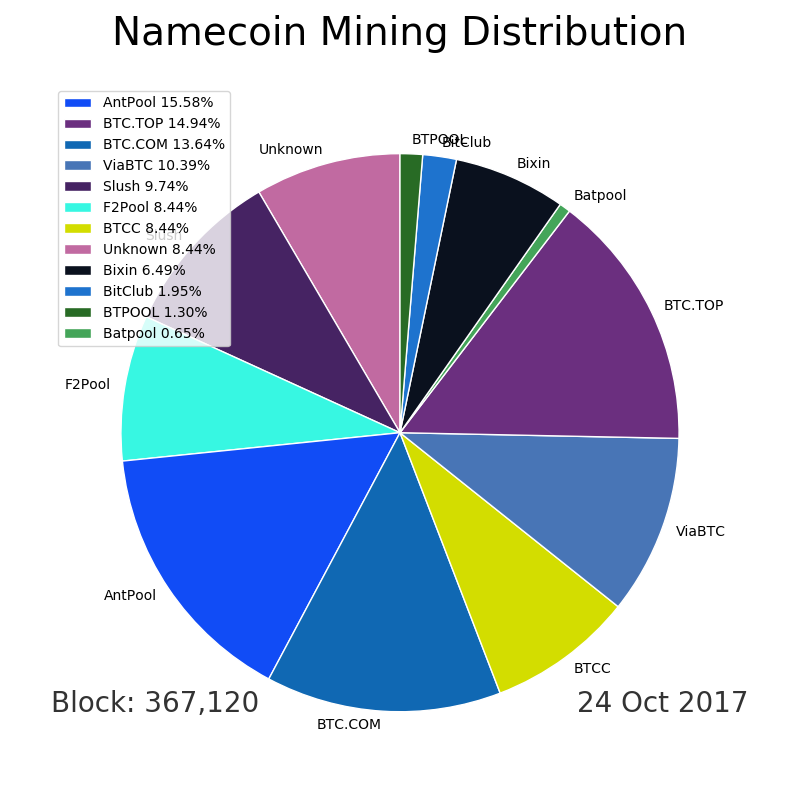 Namecoin Mining Distribution
AntPool 15.58%
BTC.TOP 14.94%
BTC.COM 13.64%
ViaBTC 10.39%
Slush 9.74%
F2Pool 8.44%
BTCC 8.44%
Unknown 8.44%
Bixin 6.49%
BitClub 1.95%
BTPOOL 1.30%
Batpool 0.65%
BTPOOL
BitClub
Unknown
Bixin
Batpool
Slush
BTC.TOP
F2Pool
ViaBTC
AntPool
BTCC
BTC.COM
Block: 367,120
24 Oct 2017